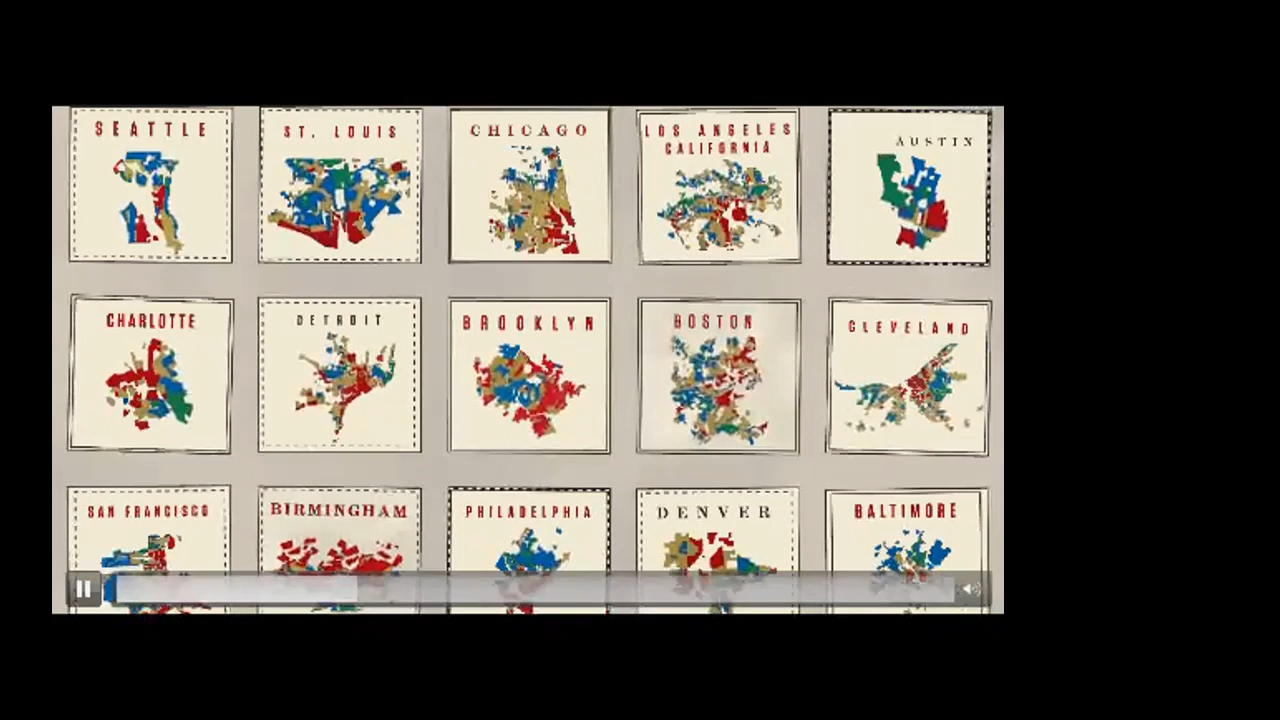 SEATTLE
ST. LOUIS
CHICAGO
LOS ANGELES
CALIFORNIA
AUSTIN
CHARLOTTE
DETROIT
BROOKLYN
BOSTON
CLEVELAND
SAN FRANCISCO
BIRMINGHAM
PHILADELPHIA
DENVER
BALTIMORE